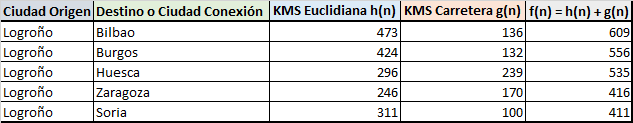 Ciudad Origen Destino o Ciudad Conexión KMS Euclidiana h(n) KMS Carretera g(n) f(n) = h(n) + g(n)
Logroño Bilbao 473 136 609
Logroño Burgos 424 132 556
Logroño Huesca 296 239 535
Logroño Zaragoza 246 170 416
Logroño Soria 311 100 411